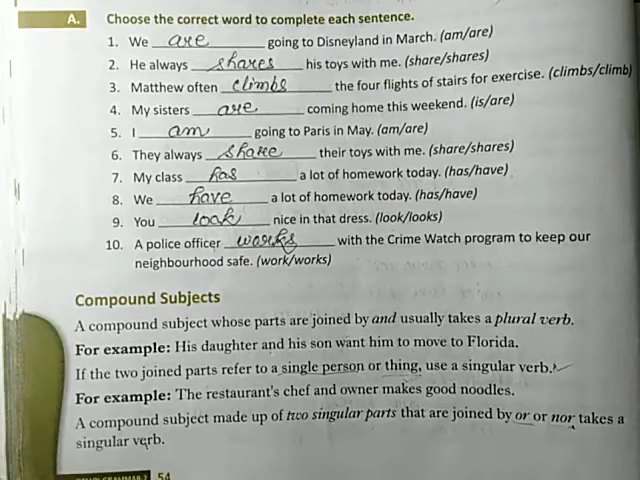 A. Choose the correct word to complete each sentence.
1. We are going to Disneyland in March. (am/are)
2. He always shares his toys with me. (share/shares)
3. Matthew often climbs the four flights of stairs for exercise. (climbs/climb)
4. My sisters are coming home this weekend. (is/are)
5. I am going to Paris in May. (am/are)
6. They always share their toys with me. (share/shares)
7. My class has a lot of homework today. (has/have)
8. We have a lot of homework today. (has/have)
9. You look nice in that dress. (look/looks)
10. A police officer works with the Crime Watch program to keep our
neighbourhood safe. (work/works)
Compound Subjects
A compound subject whose parts are joined by and usually takes a plural verb.
For example: His daughter and his son want him to move to Florida.
If the two joined parts refer to a single person or thing, use a singular verb.
For example: The restaurant's chef and owner makes good noodles.
A compound subject made up of two singular parts that are joined by or or nor takes a
singular verb.
54